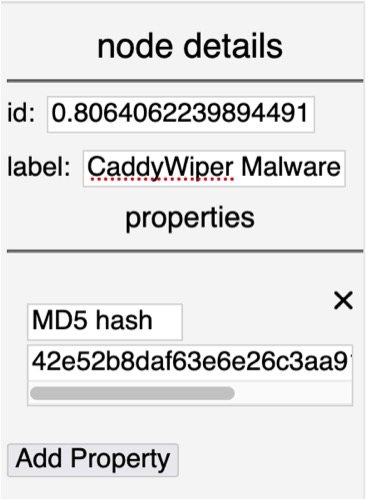 node details
id: 0.8064062239894491
label: CaddyWiper Malware
properties
×
MD5 hash
42e52b8daf63e6e26c3aa9
Add Property